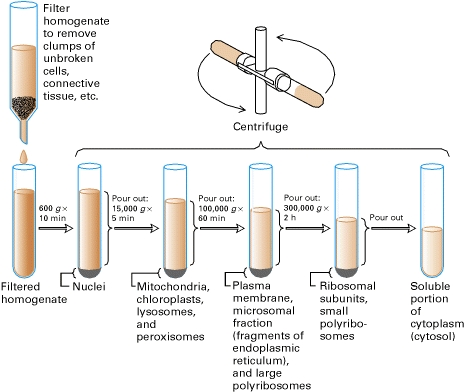 Filter
homogenate
to remove
clumps of
unbroken
cells,
connective
tissue, etc.
Centrifuge
600 g ×
10 min
Pour out:
15,000 g ×
5 min
Pour out:
100,000 g ×
60 min
Pour out:
300,000 g ×
2 h
Pour out
Filtered
homogenate
Nuclei
Mitochondria,
chloroplasts,
lysosomes,
and
peroxisomes
Plasma
membrane,
microsomal
fraction
(fragments of
endoplasmic
reticulum),
and large
polyribosomes
Ribosomal
subunits,
small
polyribo-
somes
Soluble
portion
of
cytoplasm
(cytosol)